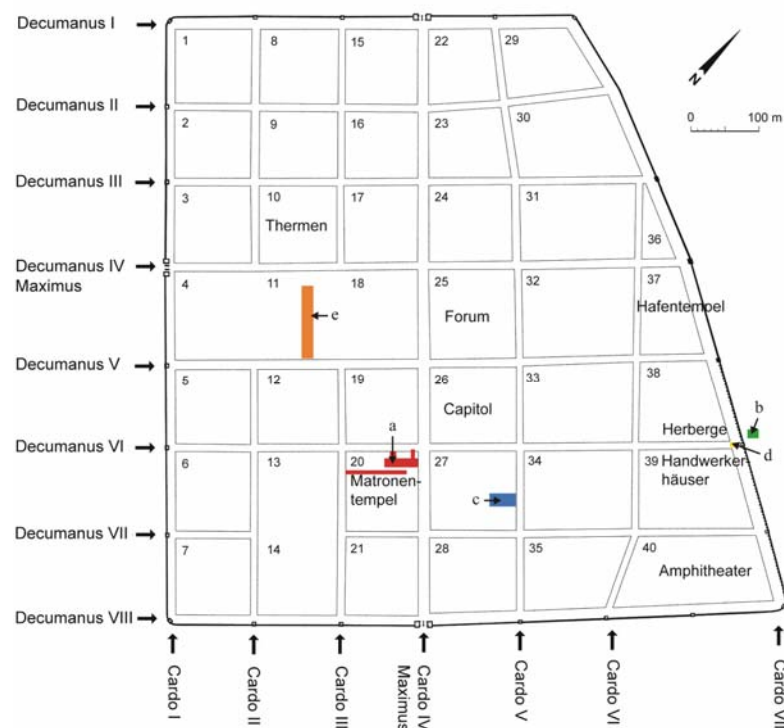 Decumanus I
1
8
15
22
29
N
0
100 m
Decumanus II
2
9
16
23
30
Decumanus III
3
10
17
24
31
Thermen
36
Decumanus IV
Maximus
4
11
18
25
32
37
e
Forum
Hafentempel
Decumanus V
5
12
19
26
33
38
Capitol
a
b
Herberge
Decumanus VI
d
6
13
20
27
34
39 Handwerker-
häuser
Matronen-
tempel
c
Decumanus VII
7
14
21
28
35
40
Amphitheater
Decumanus VIII
Cardo I
Cardo II
Cardo III
Cardo IV
Maximus
Cardo V
Cardo VI
Cardo VII